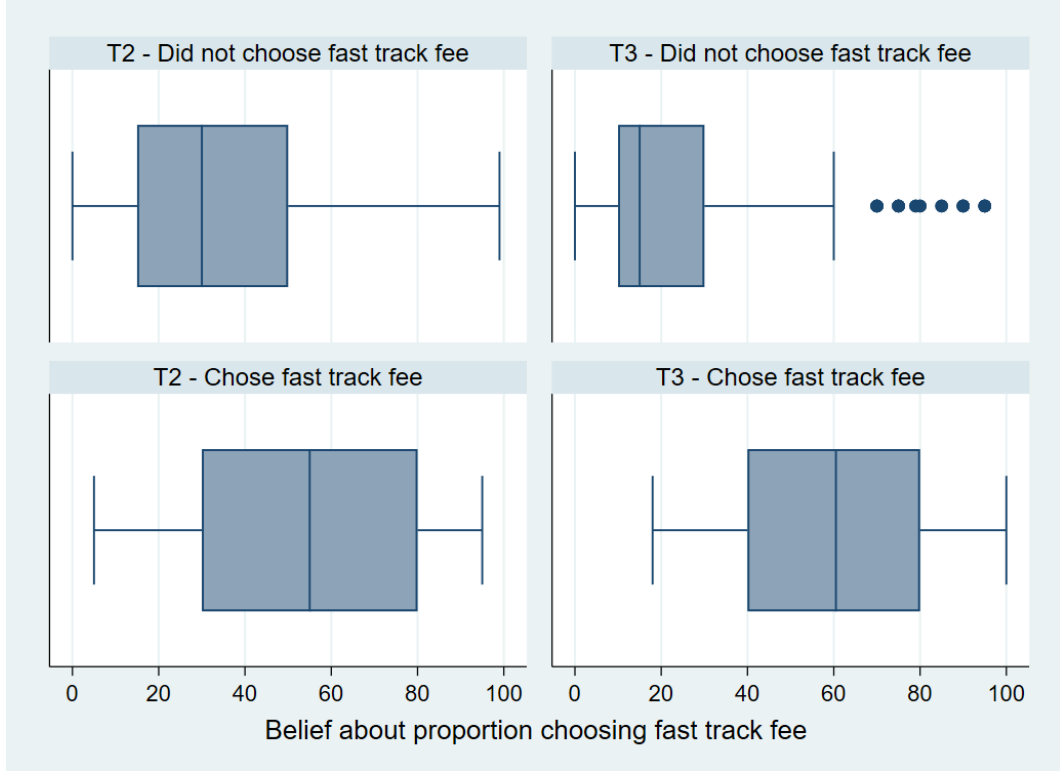 T2 - Did not choose fast track fee
T3 - Did not choose fast track fee
T2 - Chose fast track fee
T3 - Chose fast track fee
0 20 40 60 80 100
0 20 40 60 80 100
Belief about proportion choosing fast track fee